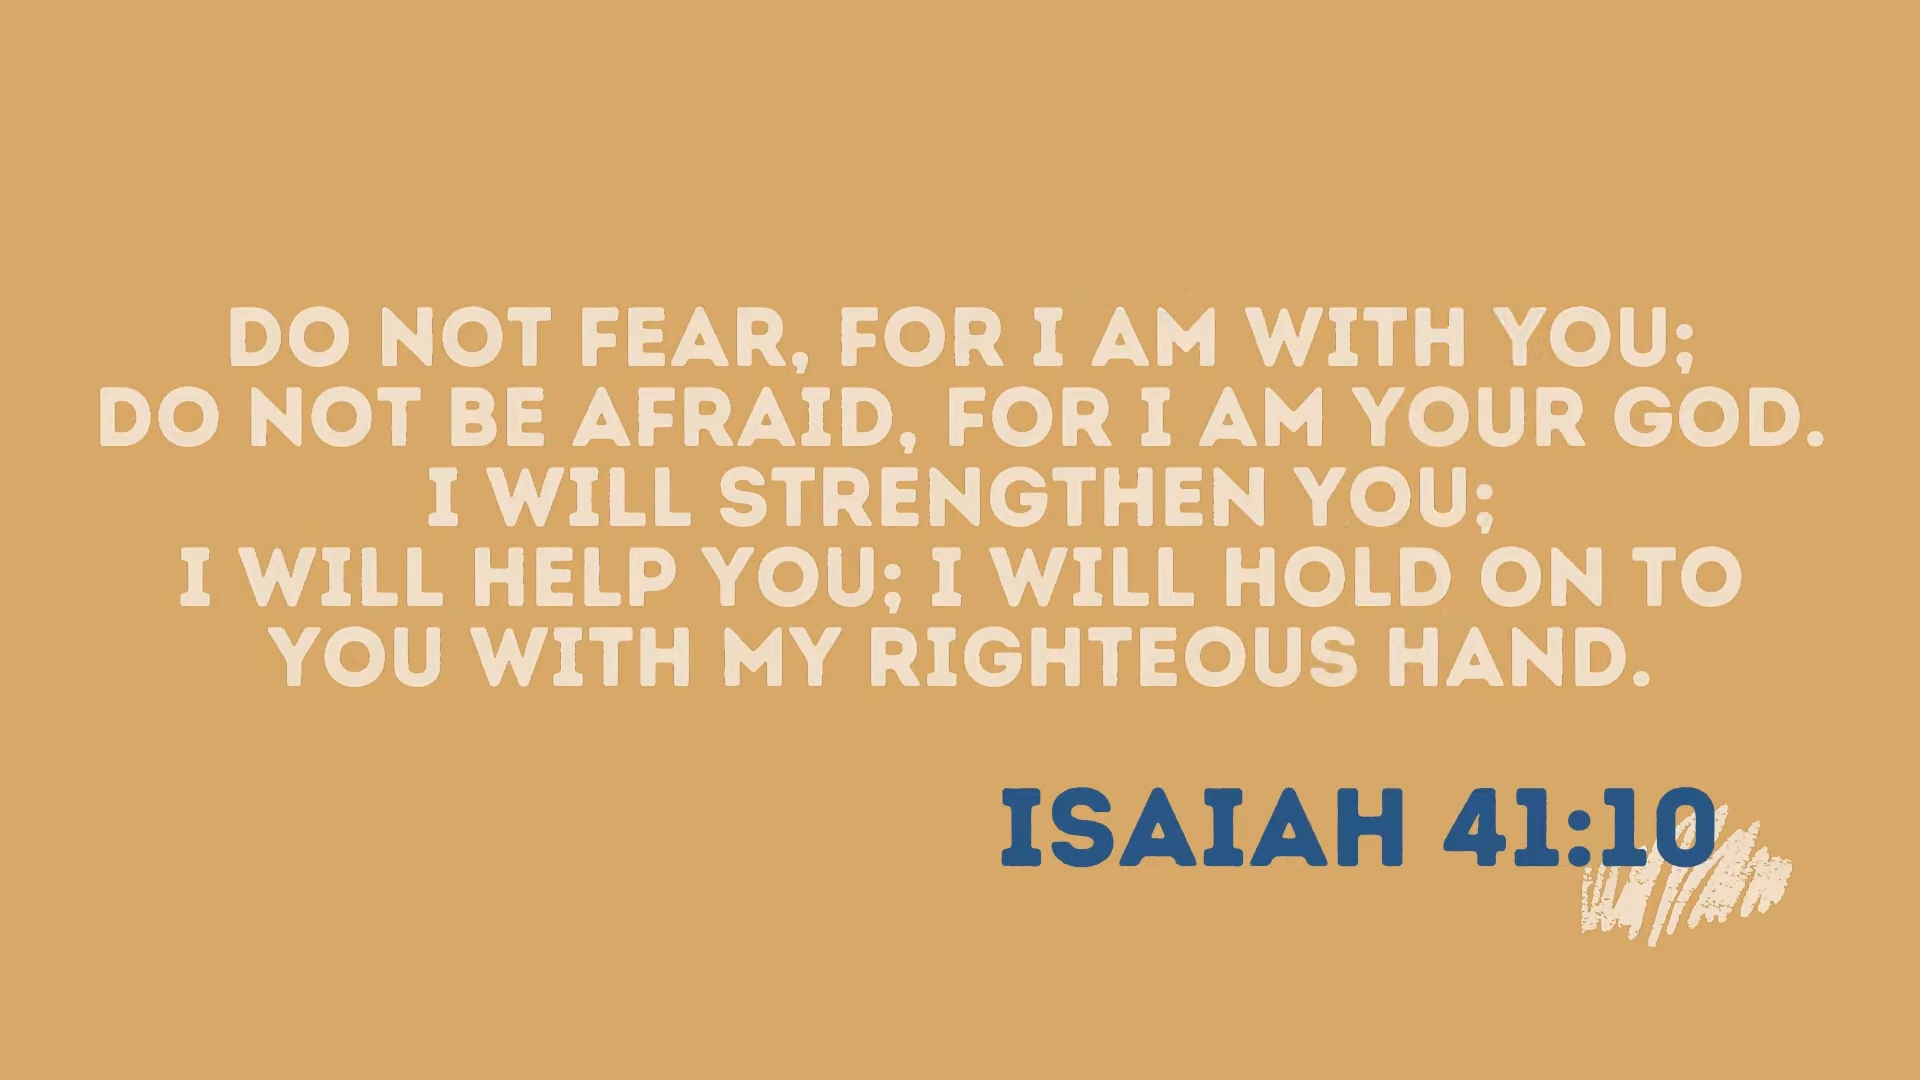 DO NOT FEAR, FOR I AM WITH YOU;
DO NOT BE AFRAID, FOR I AM YOUR GOD.
I WILL STRENGTHEN YOU;
I WILL HELP YOU; I WILL HOLD ON TO
YOU WITH MY RIGHTEOUS HAND.
ISAIAH 41:10